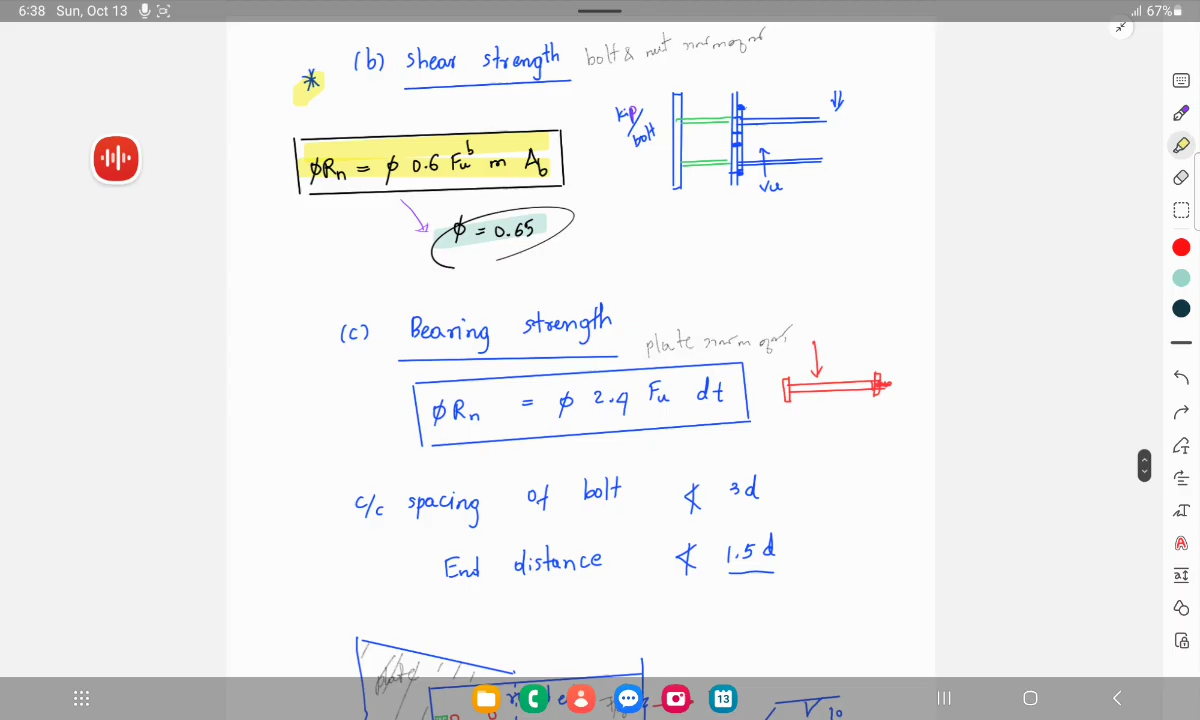 6:38 Sun, Oct 13
67%
(b) shear strength bolt & nut
*
kip/bolt
ϕRn = ϕ 0.6 Fu^b m Ab
Vu
ϕ = 0.65
(c) Bearing strength
plate
ϕRn = ϕ 2.4 Fu dt
c/c spacing of bolt ≮ 3d
End distance ≮ 1.5d
plate
13